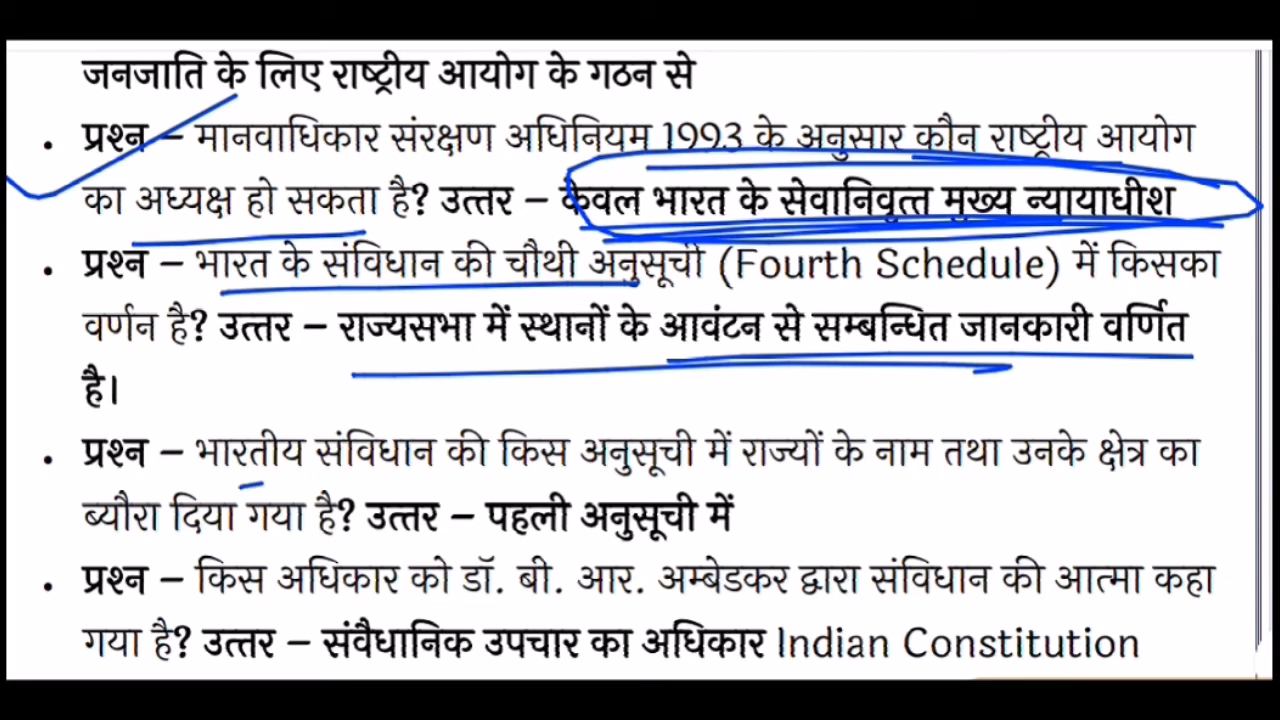 जनजाति के लिए राष्ट्रीय आयोग के गठन से
• प्रश्न – मानवाधिकार संरक्षण अधिनियम 1993 के अनुसार कौन राष्ट्रीय आयोग
का अध्यक्ष हो सकता है? उत्तर – केवल भारत के सेवानिवृत्त मुख्य न्यायाधीश
• प्रश्न – भारत के संविधान की चौथी अनुसूची (Fourth Schedule) में किसका
वर्णन है? उत्तर – राज्यसभा में स्थानों के आवंटन से सम्बन्धित जानकारी वर्णित
है।
• प्रश्न – भारतीय संविधान की किस अनुसूची में राज्यों के नाम तथा उनके क्षेत्र का
ब्यौरा दिया गया है? उत्तर – पहली अनुसूची में
• प्रश्न – किस अधिकार को डॉ. बी. आर. अम्बेडकर द्वारा संविधान की आत्मा कहा
गया है? उत्तर – संवैधानिक उपचार का अधिकार Indian Constitution